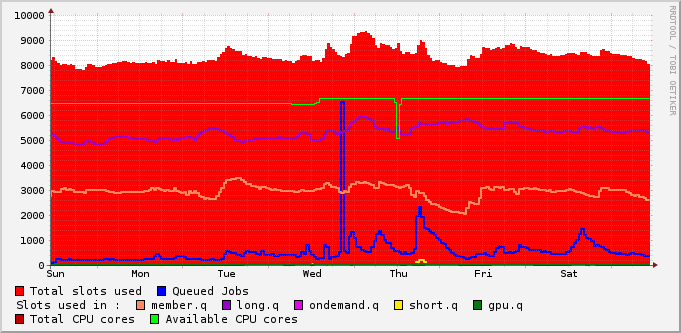 RRDTOOL / TOBI OETIKER
10000
9000
8000
7000
6000
5000
4000
3000
2000
1000
0
Sun Mon Tue Wed Thu Fri Sat
Total slots used Queued Jobs
Slots used in : member.q long.q ondemand.q short.q gpu.q
Total CPU cores Available CPU cores